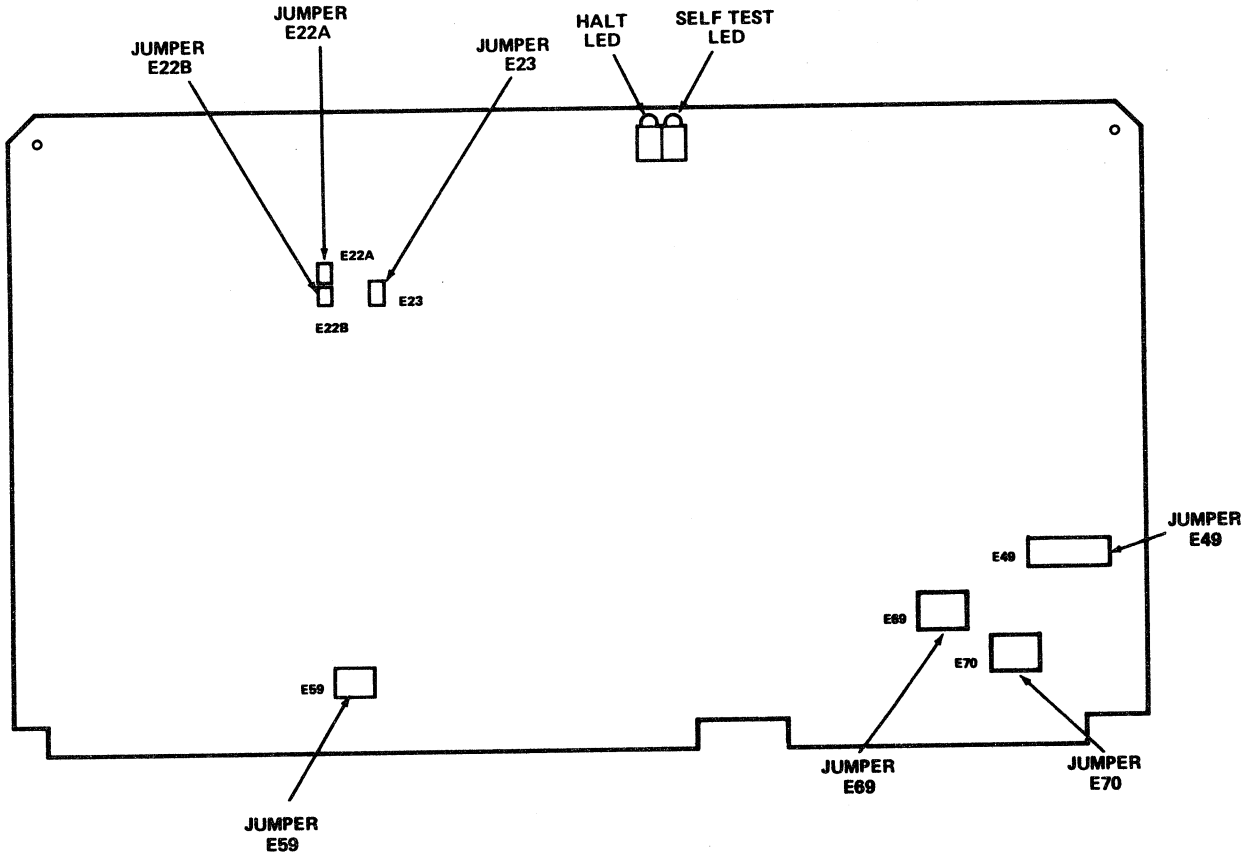 JUMPER
E22A
HALT
LED
SELF TEST
LED
JUMPER
E22B
JUMPER
E23
E22A
E23
E22B
JUMPER
E49
E49
E69
E70
E59
JUMPER
E69
JUMPER
E70
JUMPER
E59